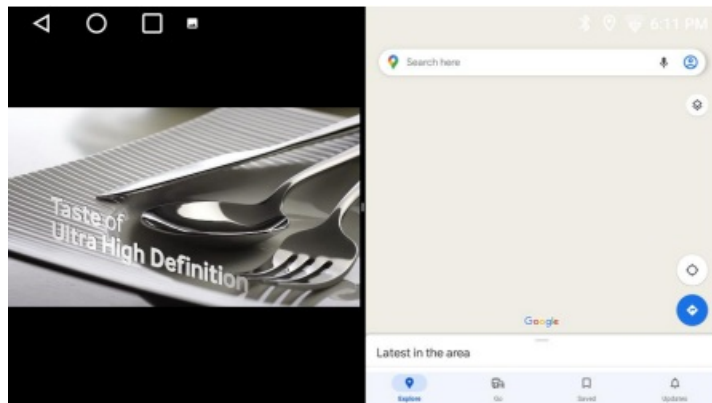 6:11 PM
Search here
Taste of
Ultra High Definition
Google
Latest in the area
Explore
Go
Saved
Updates